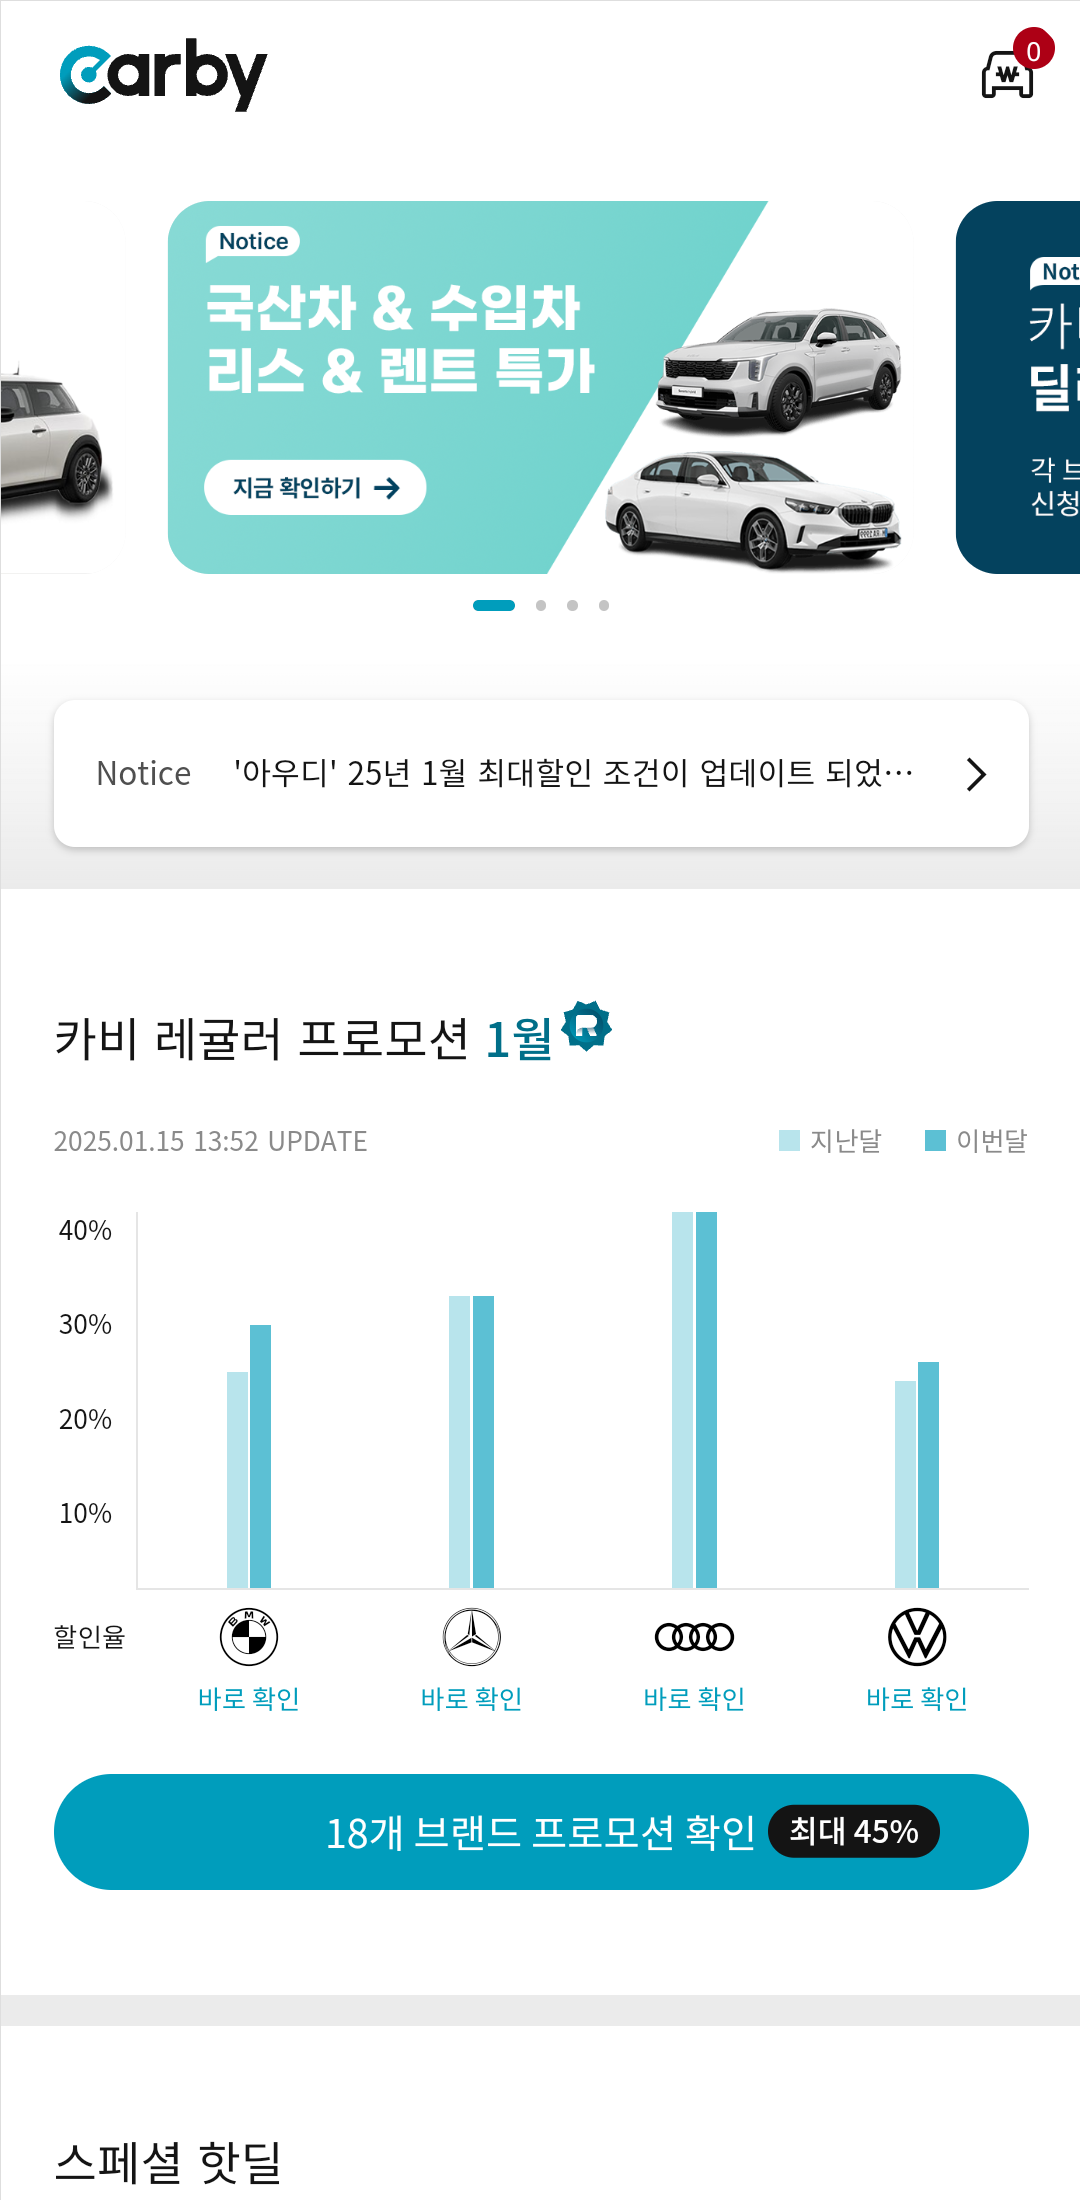 Carby
0
Notice
국산차 & 수입차
리스 & 렌트 특가
지금 확인하기
Not
카
딜
각 브
신청
Notice '아우디' 25년 1월 최대할인 조건이 업데이트 되었…
카비 레귤러 프로모션 1월
2025.01.15 13:52 UPDATE
지난달 이번달
40%
30%
20%
10%
할인율
바로 확인 바로 확인 바로 확인 바로 확인
18개 브랜드 프로모션 확인 최대 45%
스페셜 핫딜